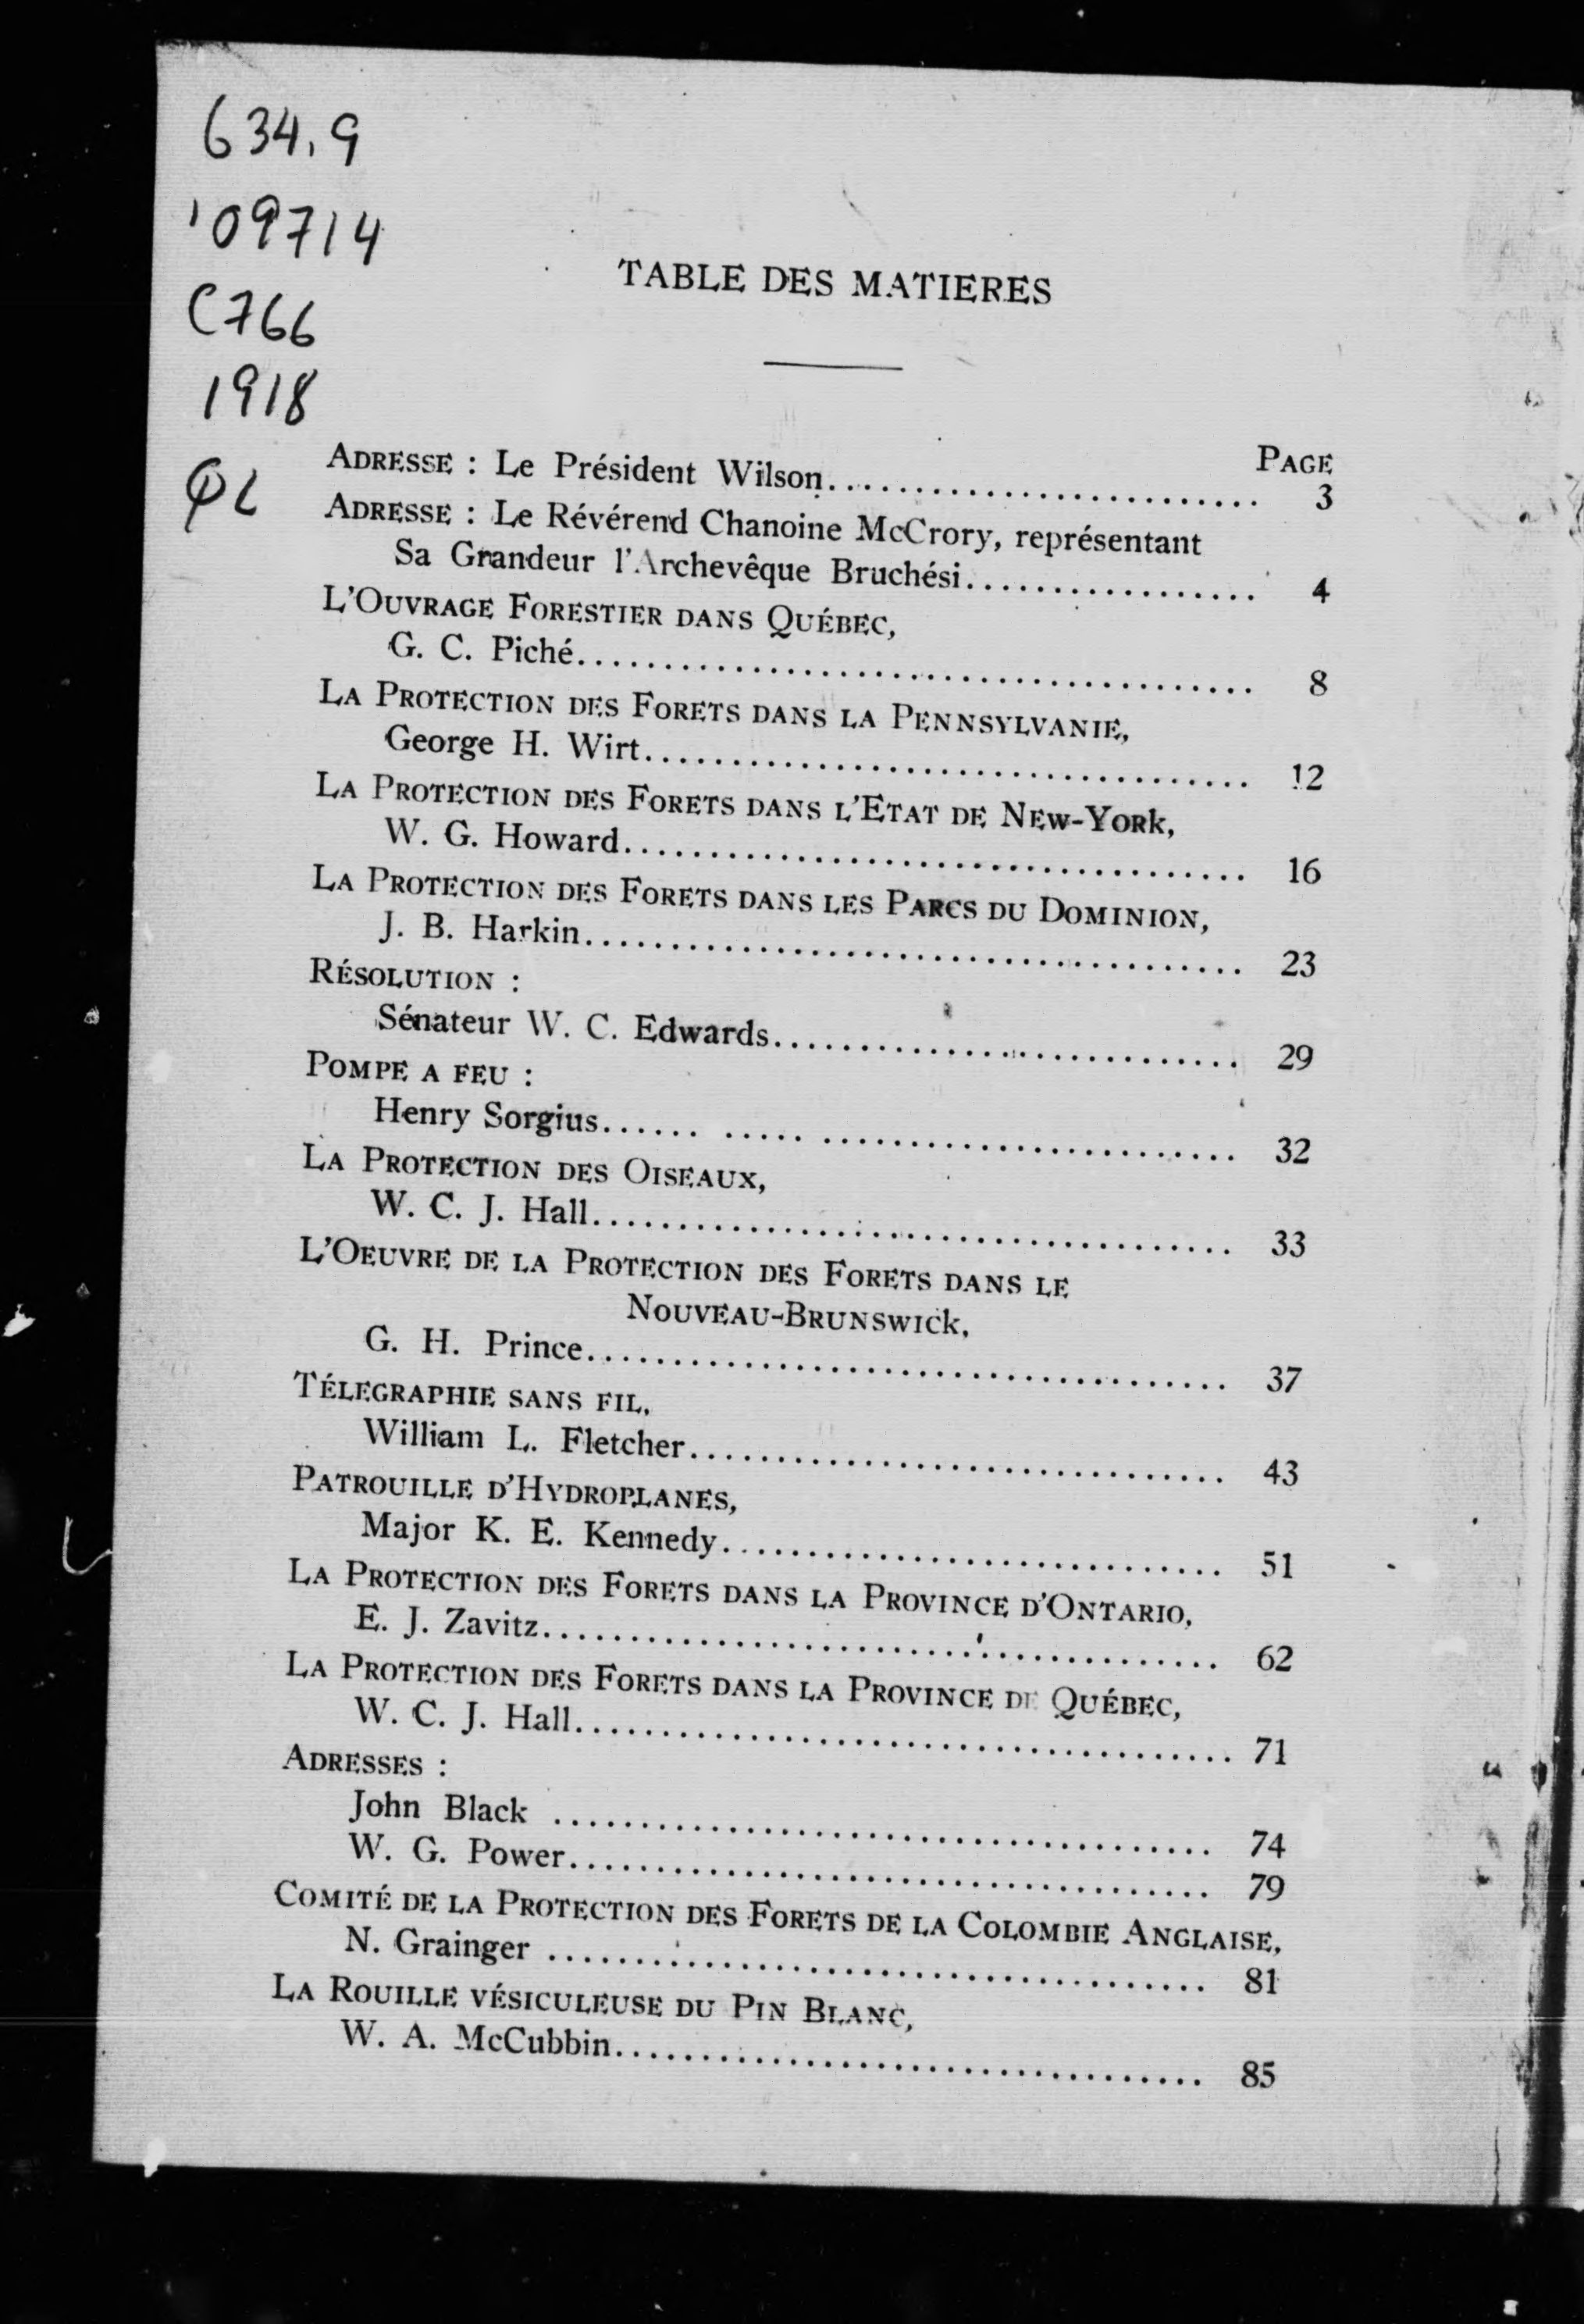 634.9
'09714
C766
1918
QL
TABLE DES MATIERES
PAGE
ADRESSE : Le Président Wilson........................... 3
ADRESSE : Le Révérend Chanoine McCrory, représentant
Sa Grandeur l'Archevêque Bruchési................. 4
L'OUVRAGE FORESTIER DANS QUÉBEC,
G. C. Piché....................................... 8
LA PROTECTION DES FORETS DANS LA PENNSYLVANIE,
George H. Wirt.................................... 12
LA PROTECTION DES FORETS DANS L'ETAT DE NEW-YORK,
W. G. Howard..................................... 16
LA PROTECTION DES FORETS DANS LES PARCS DU DOMINION,
J. B. Harkin....................................... 23
RÉSOLUTION :
Sénateur W. C. Edwards........................... 29
POMPE A FEU :
Henry Sorgius...... ..... ........................ 32
LA PROTECTION DES OISEAUX,
W. C. J. Hall...................................... 33
L'OEUVRE DE LA PROTECTION DES FORETS DANS LE
NOUVEAU-BRUNSWICK,
G. H. Prince...................................... 37
TÉLEGRAPHIE SANS FIL,
William L. Fletcher................................ 43
PATROUILLE D'HYDROPLANES,
Major K. E. Kennedy.............................. 51
LA PROTECTION DES FORETS DANS LA PROVINCE D'ONTARIO,
E. J. Zavitz........................................ 62
LA PROTECTION DES FORETS DANS LA PROVINCE DE QUÉBEC,
W. C. J. Hall....................................... 71
ADRESSES :
John Black ....................................... 74
W. G. Power...................................... 79
COMITÉ DE LA PROTECTION DES FORETS DE LA COLOMBIE ANGLAISE,
N. Grainger ....................................... 81
LA ROUILLE VÉSICULEUSE DU PIN BLANC,
W. A. McCubbin................................... 85